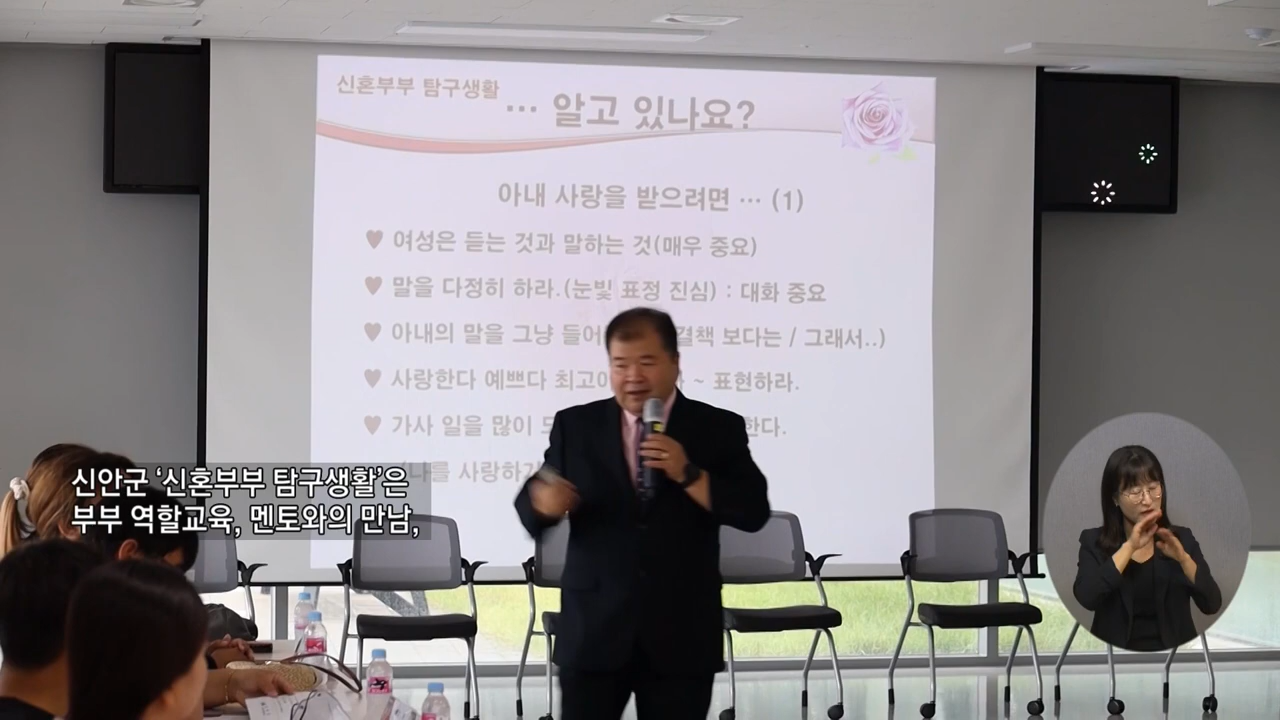 신혼부부 탐구생활
… 알고 있나요?
아내 사랑을 받으려면 … (1)
♥ 여성은 듣는 것과 말하는 것(매우 중요)
♥ 말을 다정히 하라.(눈빛 표정 진심) : 대화 중요
♥ 아내의 말을 그냥 들어 결책 보다는 / 그래서..)
♥ 사랑한다 예쁘다 최고 ~ 표현하라.
♥ 가사 일을 많이 한다.
나를 사랑하
신안군 ‘신혼부부 탐구생활’은
부부 역할교육, 멘토와의 만남,